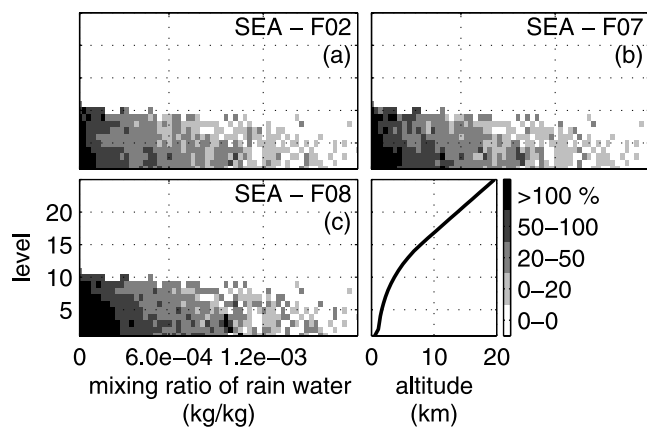 SEA – F02
(a)
SEA – F07
(b)
SEA – F08
(c)
level
20
15
10
5
0 6.0e−04 1.2e−03
mixing ratio of rain water
(kg/kg)
0 10 20
altitude
(km)
>100 %
50−100
20−50
0−20
0−0